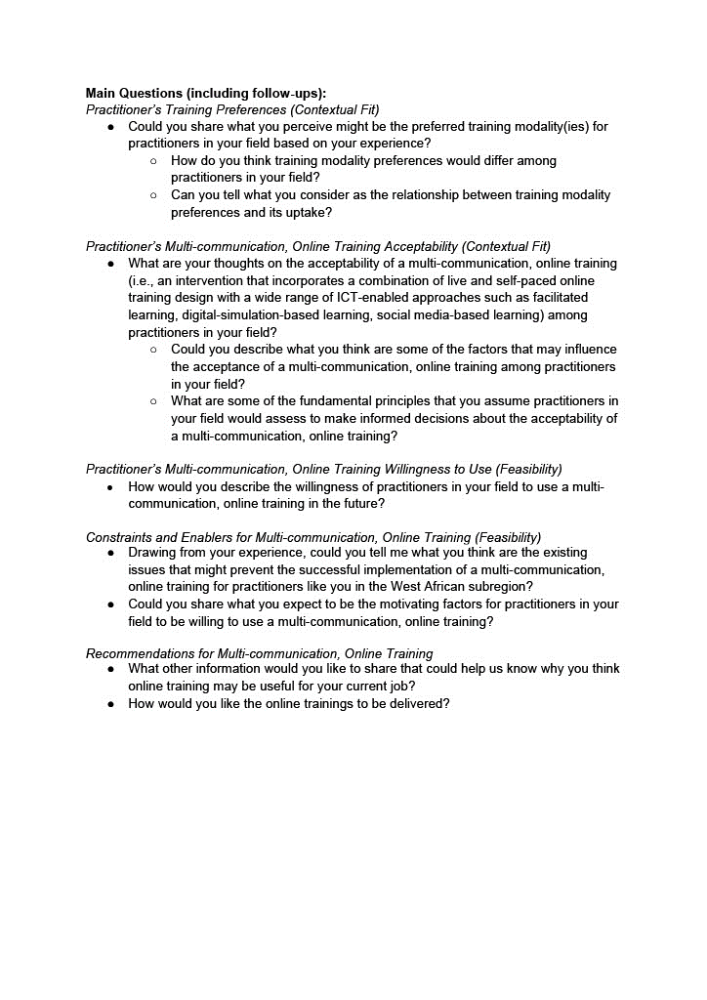 Main Questions (including follow-ups):
Practitioner's Training Preferences (Contextual Fit)
● Could you share what you perceive might be the preferred training modality(ies) for
practitioners in your field based on your experience?
○ How do you think training modality preferences would differ among
practitioners in your field?
○ Can you tell what you consider as the relationship between training modality
preferences and its uptake?
Practitioner's Multi-communication, Online Training Acceptability (Contextual Fit)
● What are your thoughts on the acceptability of a multi-communication, online training
(i.e., an intervention that incorporates a combination of live and self-paced online
training design with a wide range of ICT-enabled approaches such as facilitated
learning, digital-simulation-based learning, social media-based learning) among
practitioners in your field?
○ Could you describe what you think are some of the factors that may influence
the acceptance of a multi-communication, online training among practitioners
in your field?
○ What are some of the fundamental principles that you assume practitioners in
your field would assess to make informed decisions about the acceptability of
a multi-communication, online training?
Practitioner's Multi-communication, Online Training Willingness to Use (Feasibility)
● How would you describe the willingness of practitioners in your field to use a multi-
communication, online training in the future?
Constraints and Enablers for Multi-communication, Online Training (Feasibility)
● Drawing from your experience, could you tell me what you think are the existing
issues that might prevent the successful implementation of a multi-communication,
online training for practitioners like you in the West African subregion?
● Could you share what you expect to be the motivating factors for practitioners in your
field to be willing to use a multi-communication, online training?
Recommendations for Multi-communication, Online Training
● What other information would you like to share that could help us know why you think
online training may be useful for your current job?
● How would you like the online trainings to be delivered?